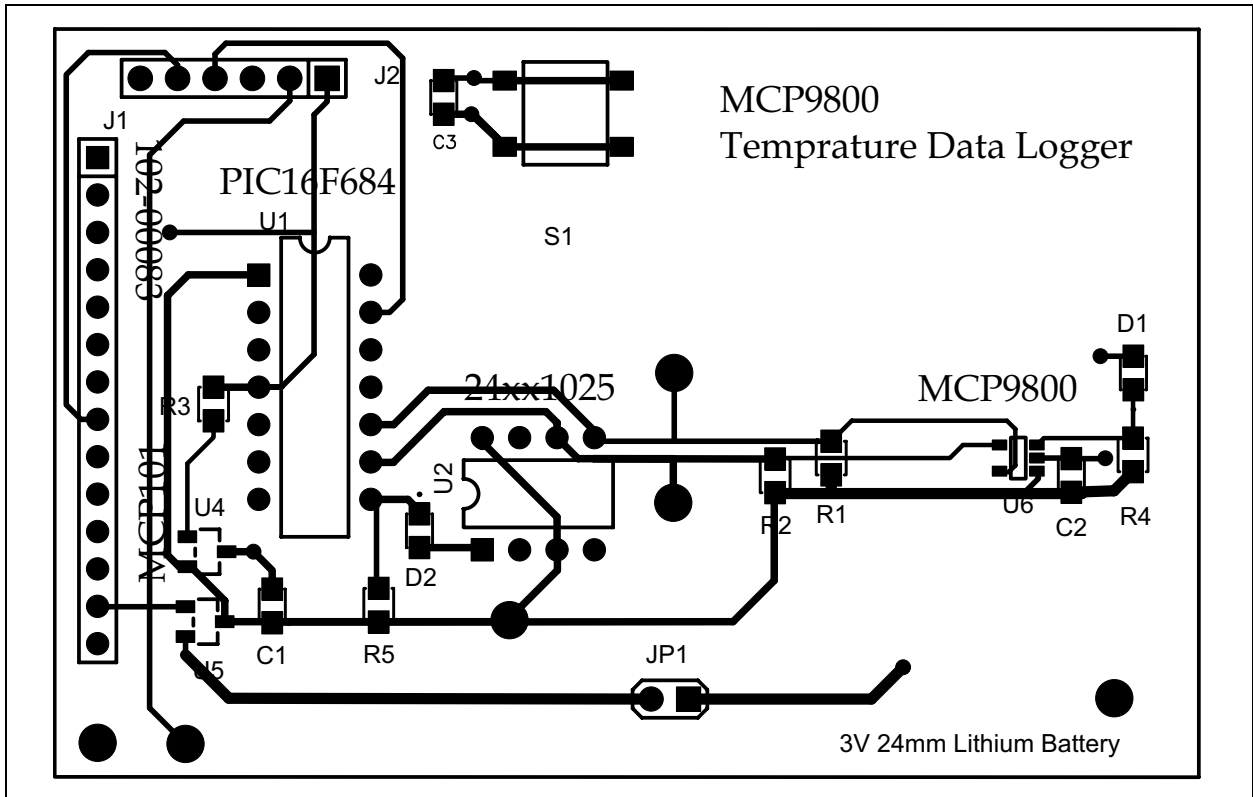 J2
J1
C3
MCP9800
Temprature Data Logger
102-00083
PIC16F684
U1
S1
D1
24xx1025
MCP9800
R3
MCP101
U4
U2
R2
R1
U6
C2
R4
D2
U5
C1
R5
JP1
3V 24mm Lithium Battery